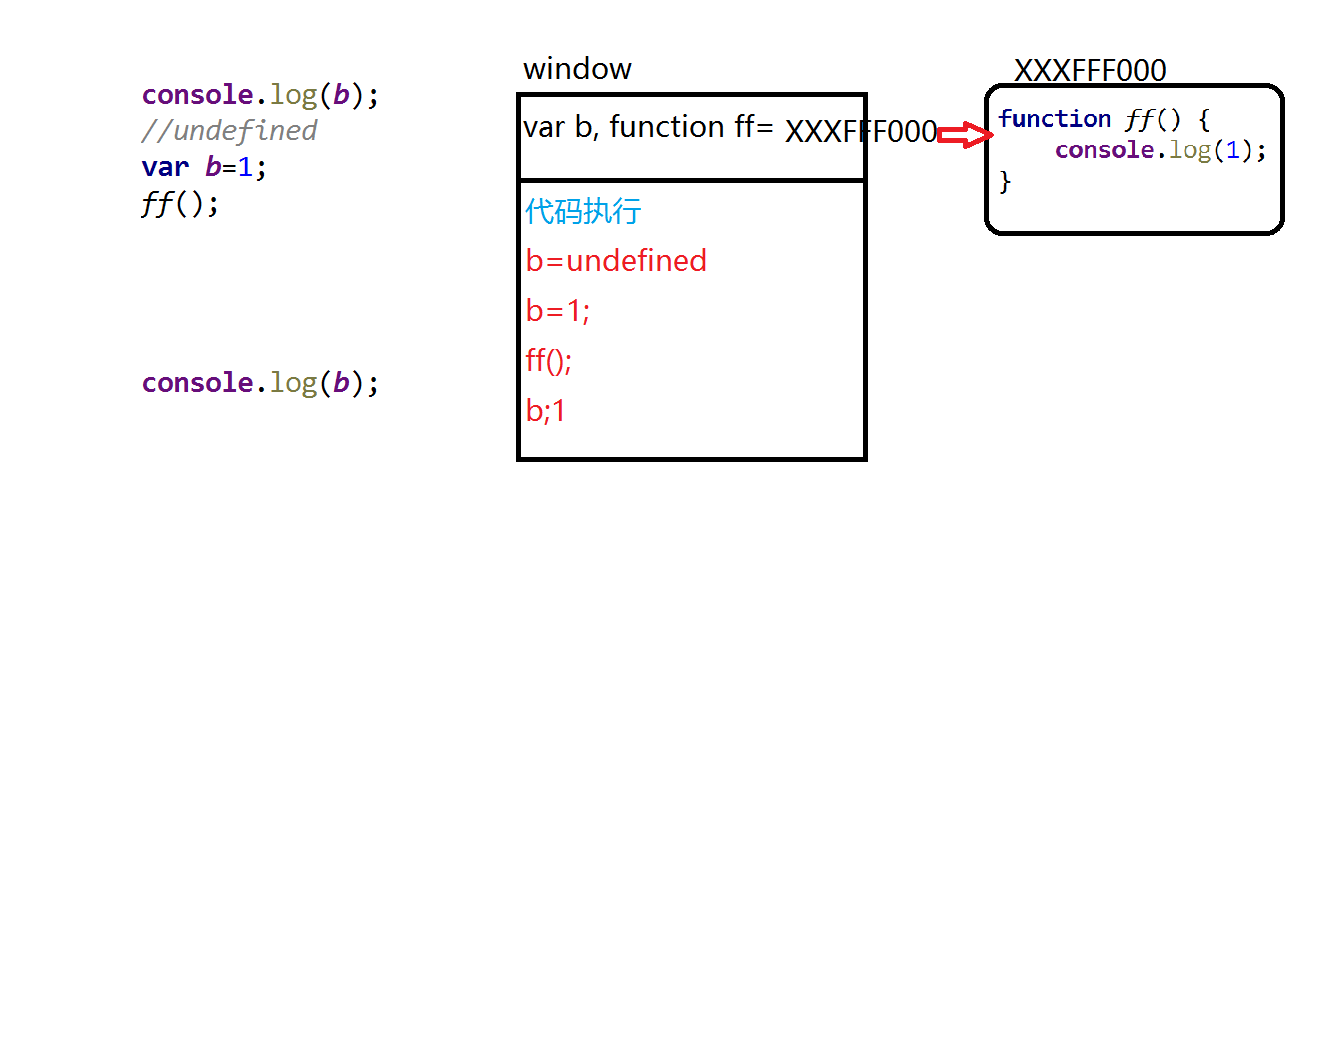 console.log(b);
//undefined
var b=1;
ff();
console.log(b);
window
var b, function ff= XXXFFF000
代码执行
b=undefined
b=1;
ff();
b;1
XXXFFF000
function ff() {
    console.log(1);
}